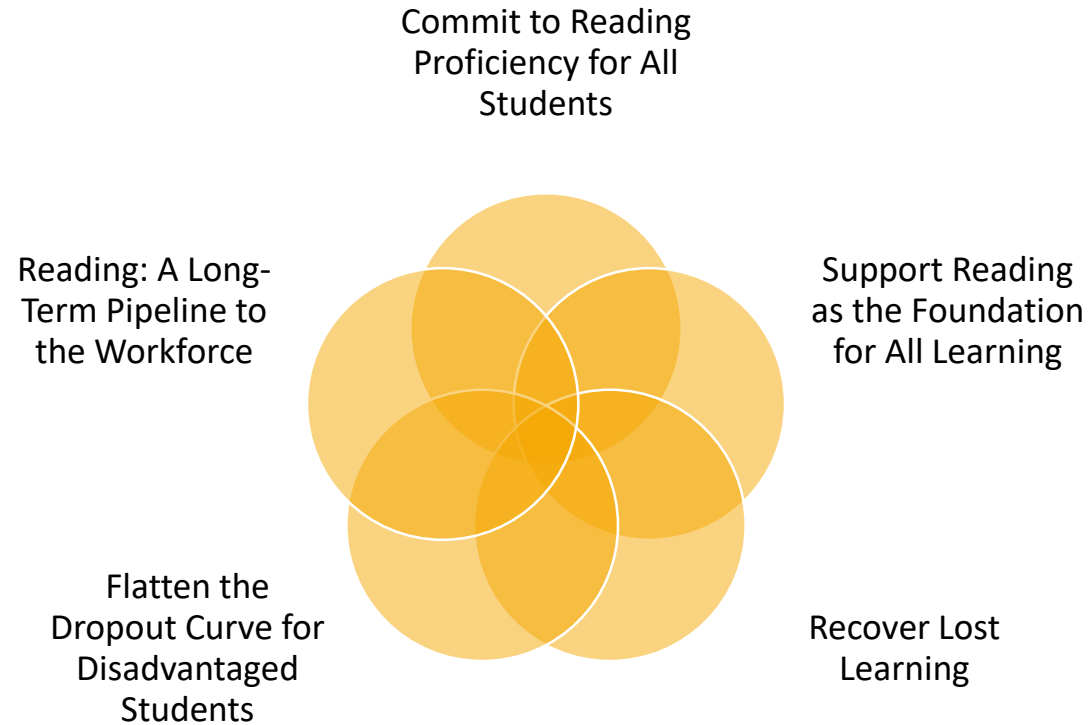 Commit to Reading
Proficiency for All
Students
Support Reading
as the Foundation
for All Learning
Recover Lost
Learning
Flatten the
Dropout Curve for
Disadvantaged
Students
Reading: A Long-
Term Pipeline to
the Workforce